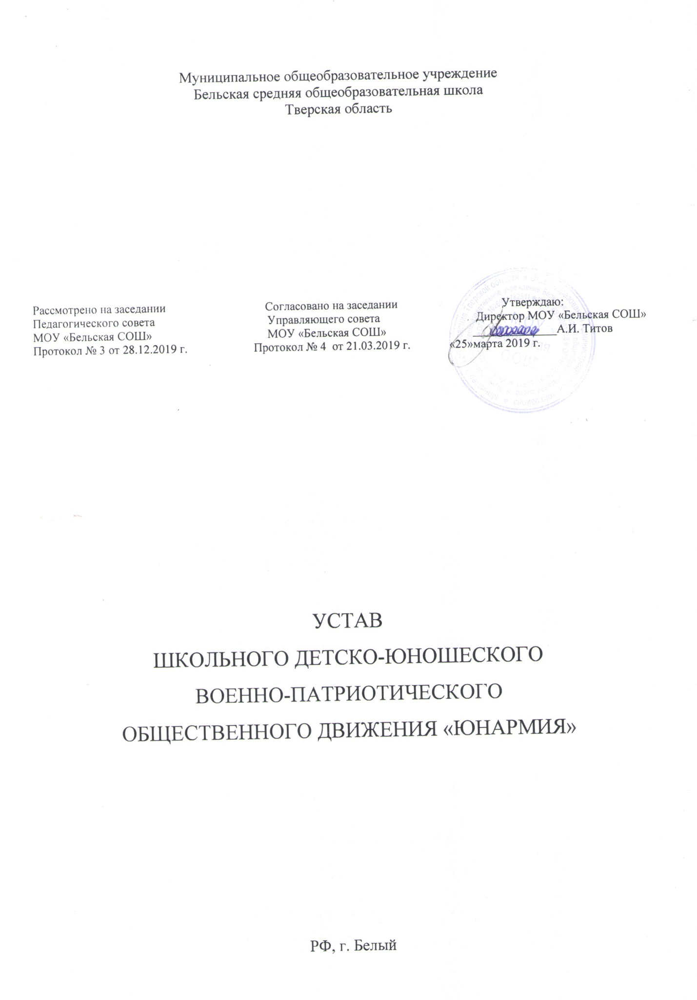 Муниципальное общеобразовательное учреждение
Бельская средняя общеобразовательная школа
Тверская область
Рассмотрено на заседании
Педагогического совета
МОУ «Бельская СОШ»
Протокол № 3 от 28.12.2019 г.
Согласовано на заседании
Управляющего совета
МОУ «Бельская СОШ»
Протокол № 4 от 21.03.2019 г.
Утверждаю:
Директор МОУ «Бельская СОШ»
А.И. Титов
«25»марта 2019 г.
МОУ
СОШ
УСТАВ
ШКОЛЬНОГО ДЕТСКО-ЮНОШЕСКОГО
ВОЕННО-ПАТРИОТИЧЕСКОГО
ОБЩЕСТВЕННОГО ДВИЖЕНИЯ «ЮНАРМИЯ»
РФ, г. Белый